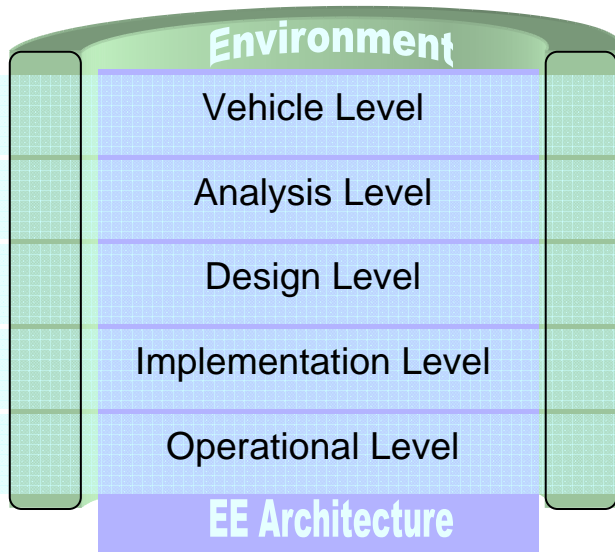 Environment
Vehicle Level
Analysis Level
Design Level
Implementation Level
Operational Level
EE Architecture